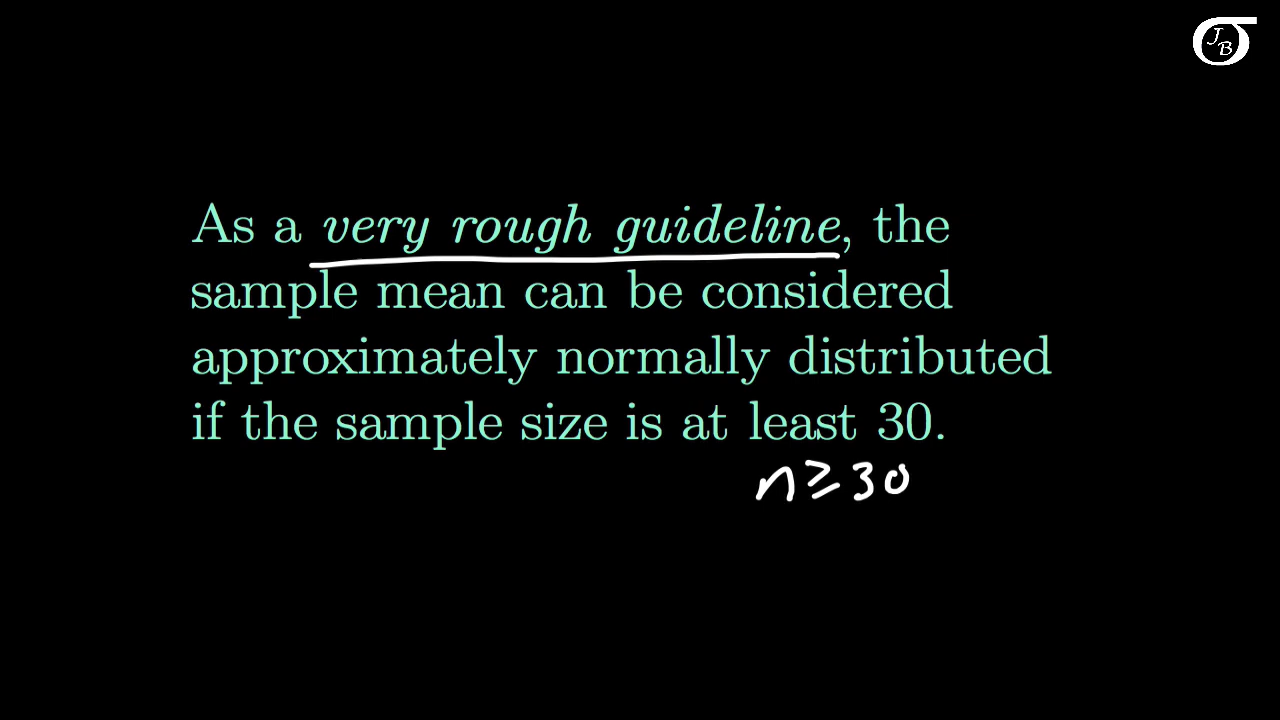 JB
As a very rough guideline, the
sample mean can be considered
approximately normally distributed
if the sample size is at least 30.
n ≥ 30